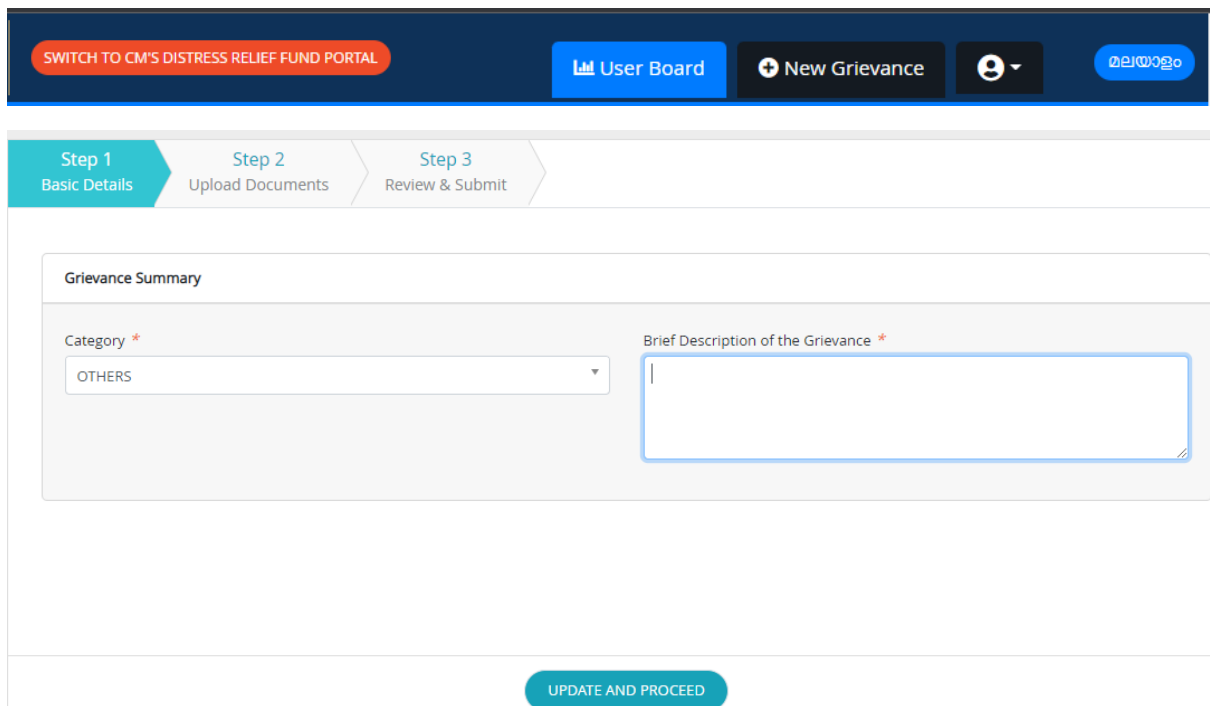 SWITCH TO CM'S DISTRESS RELIEF FUND PORTAL
User Board
New Grievance
മലയാളം
Step 1
Basic Details
Step 2
Upload Documents
Step 3
Review & Submit
Grievance Summary
Category *
OTHERS
Brief Description of the Grievance *
UPDATE AND PROCEED